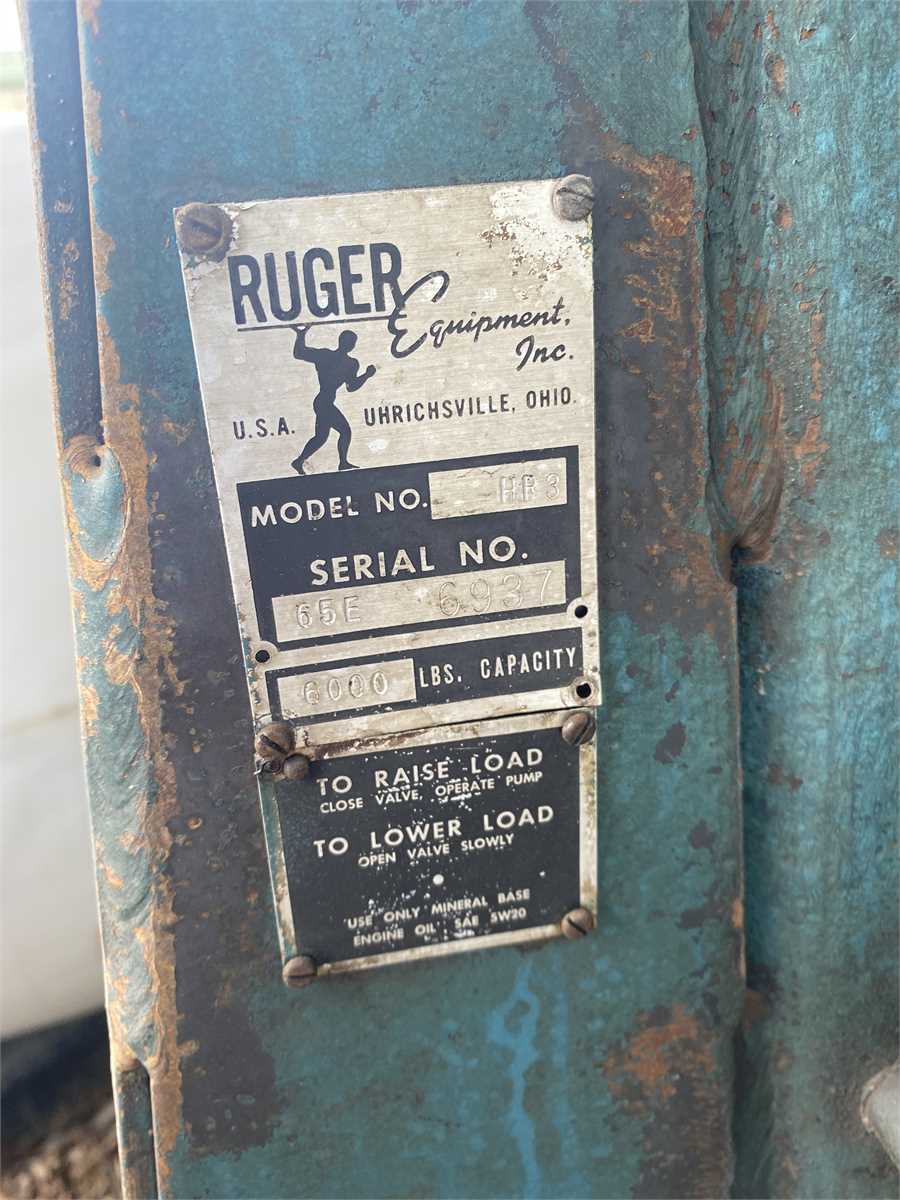 RUGER
Equipment,
Inc.
U.S.A. UHRICHSVILLE, OHIO.
MODEL NO. HR3
SERIAL NO.
65E 6937
6000 LBS. CAPACITY
TO RAISE LOAD
CLOSE VALVE, OPERATE PUMP
TO LOWER LOAD
OPEN VALVE SLOWLY
USE ONLY MINERAL BASE
ENGINE OIL SAE 5W20